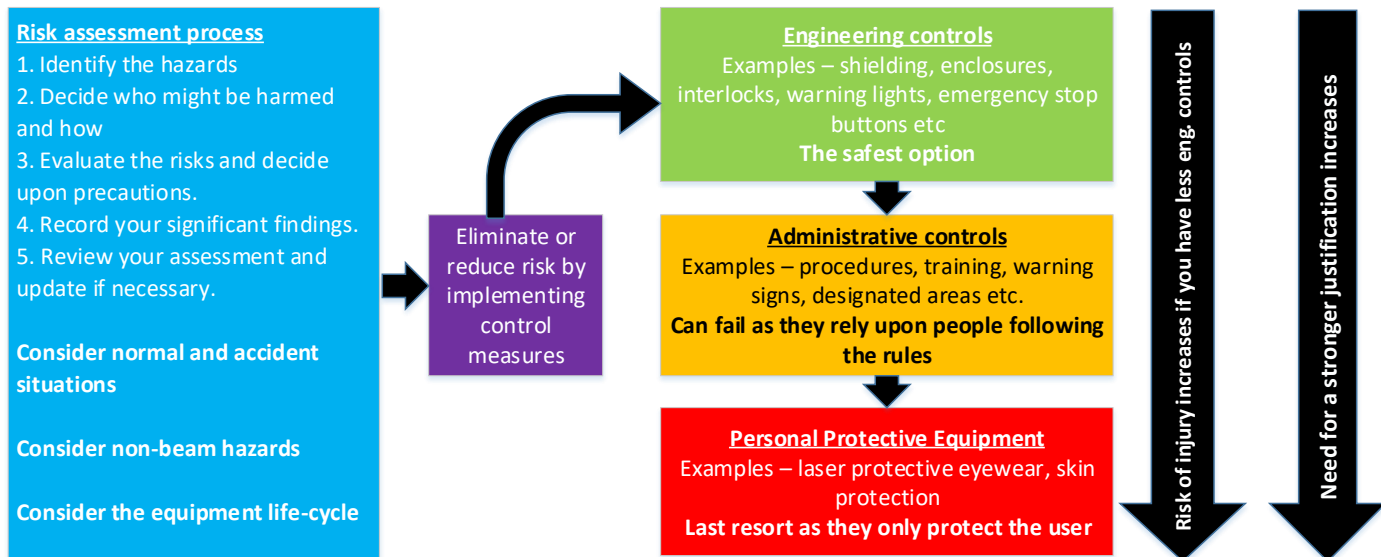 Risk assessment process
1. Identify the hazards
2. Decide who might be harmed
and how
3. Evaluate the risks and decide
upon precautions.
4. Record your significant findings.
5. Review your assessment and
update if necessary.
Consider normal and accident
situations
Consider non-beam hazards
Consider the equipment life-cycle
Eliminate or
reduce risk by
implementing
control
measures
Engineering controls
Examples – shielding, enclosures,
interlocks, warning lights, emergency stop
buttons etc
The safest option
Administrative controls
Examples – procedures, training, warning
signs, designated areas etc.
Can fail as they rely upon people following
the rules
Personal Protective Equipment
Examples – laser protective eyewear, skin
protection
Last resort as they only protect the user
Risk of injury increases if you have less eng. controls
Need for a stronger justification increases